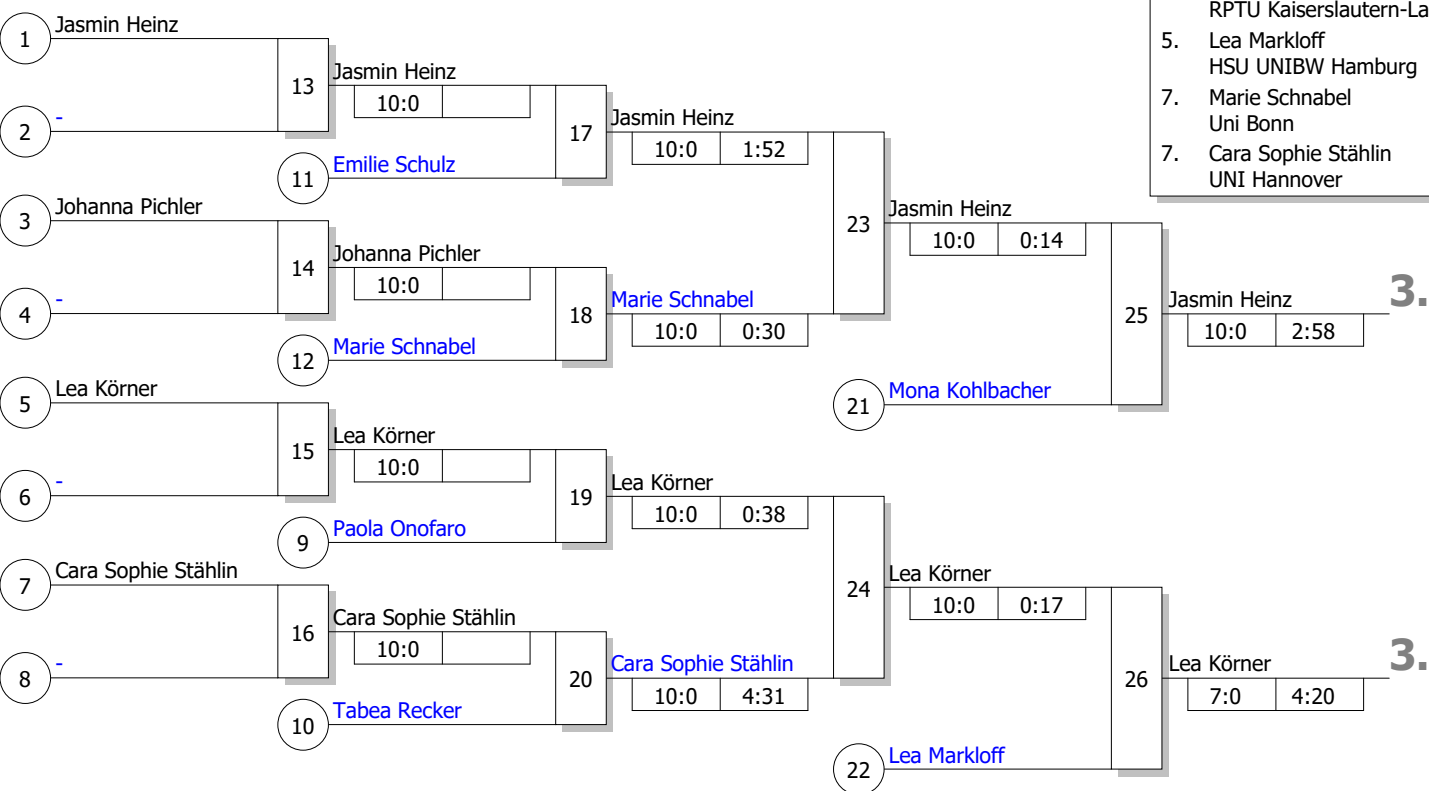 RPTU Kaiserslautern-La
5. Lea Markloff
HSU UNIBW Hamburg
7. Marie Schnabel
Uni Bonn
7. Cara Sophie Stählin
UNI Hannover
1 Jasmin Heinz
2 -
13 Jasmin Heinz
10:0
11 Emilie Schulz
17 Jasmin Heinz
10:0 1:52
3 Johanna Pichler
4 -
14 Johanna Pichler
10:0
12 Marie Schnabel
18 Marie Schnabel
10:0 0:30
23 Jasmin Heinz
10:0 0:14
21 Mona Kohlbacher
25 Jasmin Heinz 3.
10:0 2:58
5 Lea Körner
6 -
15 Lea Körner
10:0
9 Paola Onofaro
19 Lea Körner
10:0 0:38
7 Cara Sophie Stählin
8 -
16 Cara Sophie Stählin
10:0
10 Tabea Recker
20 Cara Sophie Stählin
10:0 4:31
24 Lea Körner
10:0 0:17
22 Lea Markloff
26 Lea Körner 3.
7:0 4:20